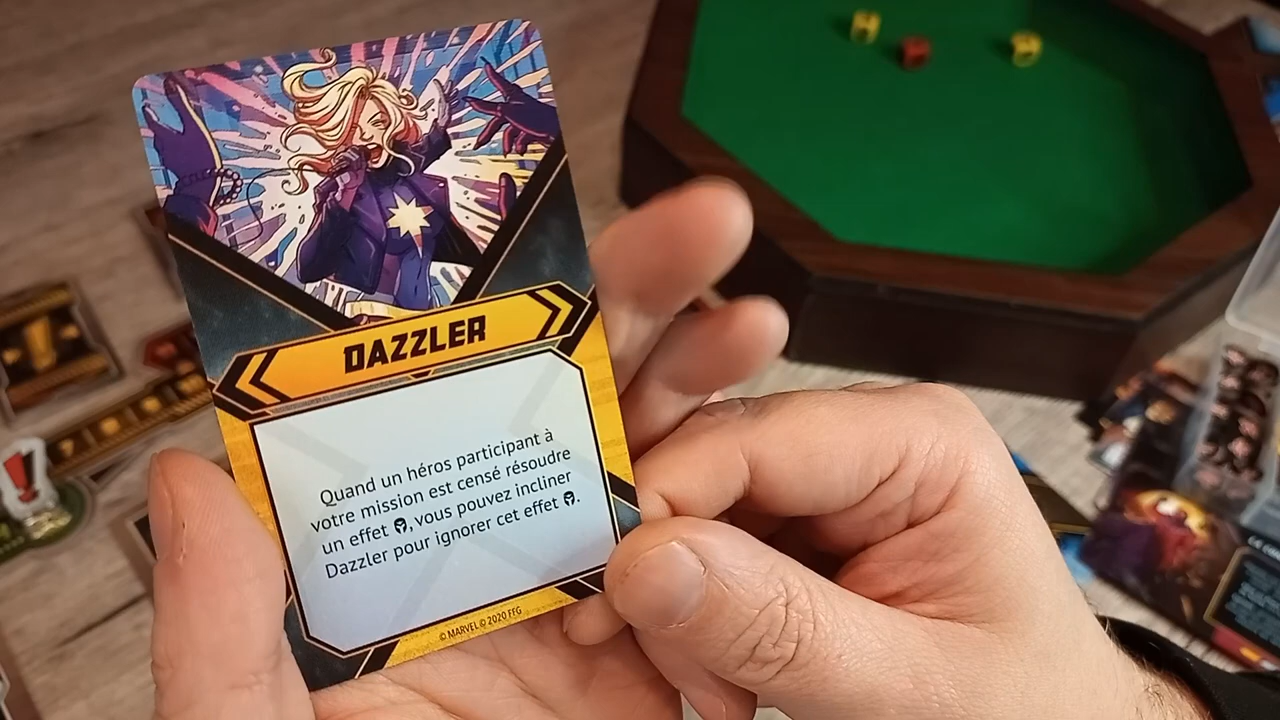 DAZZLER
Quand un héros participant à
votre mission est censé résoudre
un effet , vous pouvez incliner
Dazzler pour ignorer cet effet .
© MARVEL © 2020 FFG